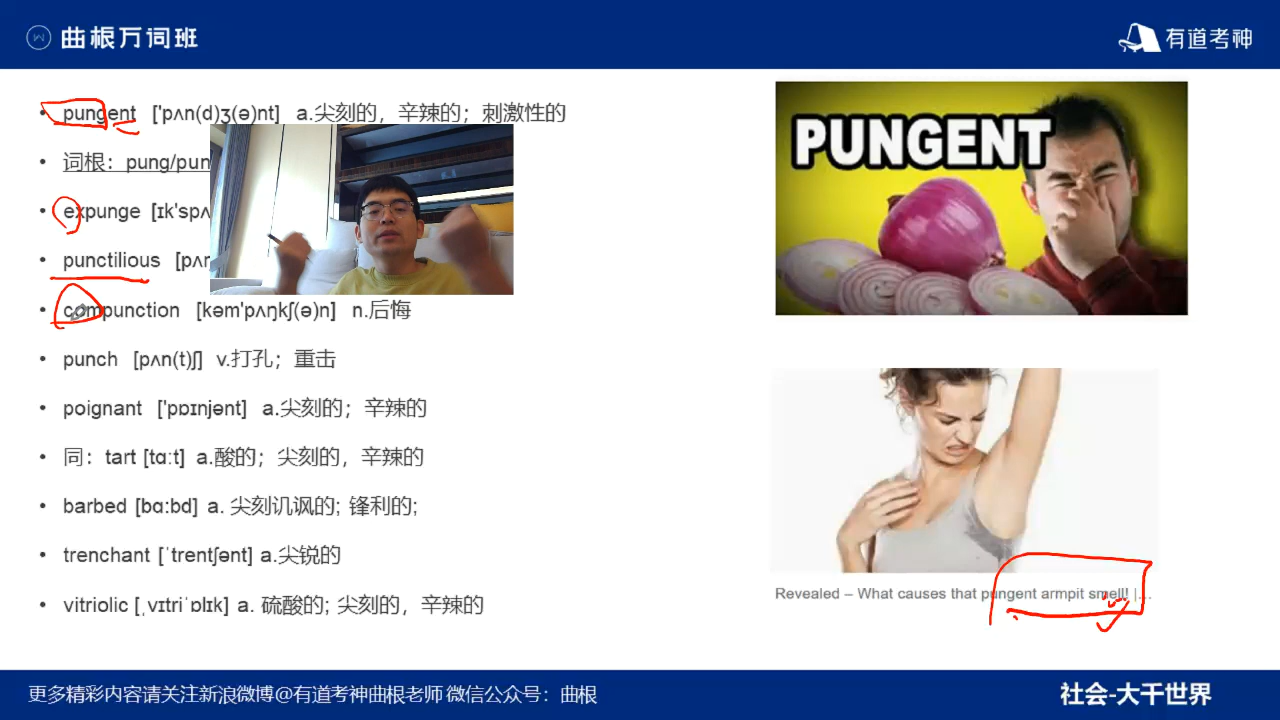 曲根万词班
有道考神
pungent ['pʌn(d)ʒ(ə)nt] a.尖刻的，辛辣的；刺激性的
词根：pung/pun
expunge [ɪk'spʌ
punctilious [pʌ
compunction [kəm'pʌŋkʃ(ə)n] n.后悔
punch [pʌn(t)ʃ] v.打孔；重击
poignant ['pɒɪnjənt] a.尖刻的；辛辣的
同：tart [tɑːt] a.酸的；尖刻的，辛辣的
barbed [bɑːbd] a. 尖刻讥讽的; 锋利的;
trenchant [ˈtrentʃənt] a.尖锐的
vitriolic [ˌvɪtriˈɒlɪk] a. 硫酸的; 尖刻的，辛辣的
PUNGENT
Revealed – What causes that pungent armpit smell! |...
更多精彩内容请关注新浪微博@有道考神曲根老师 微信公众号：曲根
社会-大千世界